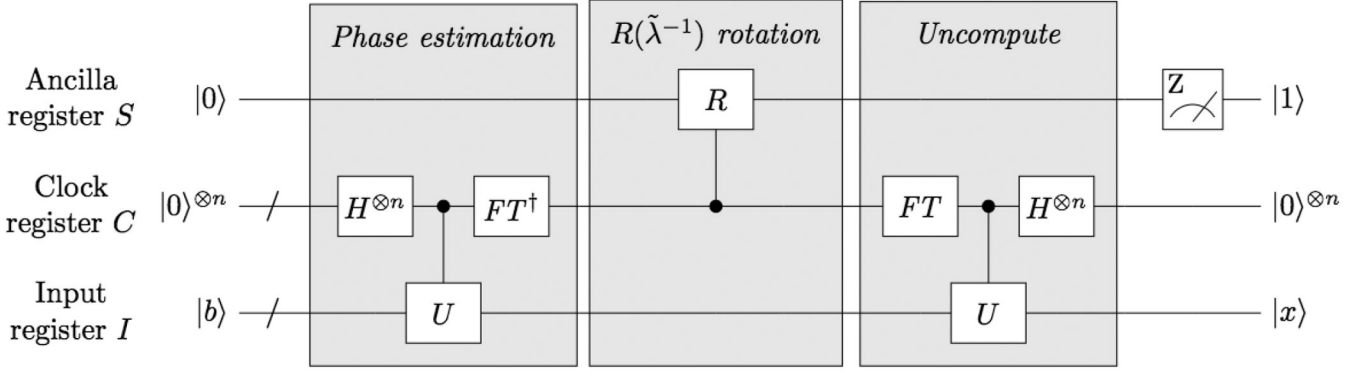 Phase estimation
R(λ̃⁻¹) rotation
Uncompute
Ancilla
register S
|0⟩
R
Z
|1⟩
Clock
register C
|0⟩⊗ⁿ
H⊗ⁿ
FT†
FT
H⊗ⁿ
|0⟩⊗ⁿ
Input
register I
|b⟩
U
U
|x⟩